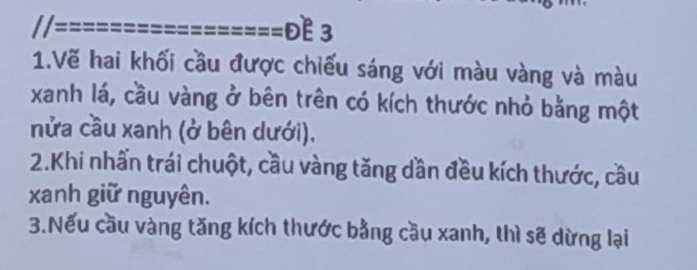 //=================ĐỀ 3
1.Vẽ hai khối cầu được chiếu sáng với màu vàng và màu
xanh lá, cầu vàng ở bên trên có kích thước nhỏ bằng một
nửa cầu xanh (ở bên dưới).
2.Khi nhấn trái chuột, cầu vàng tăng dần đều kích thước, cầu
xanh giữ nguyên.
3.Nếu cầu vàng tăng kích thước bằng cầu xanh, thì sẽ dừng lại